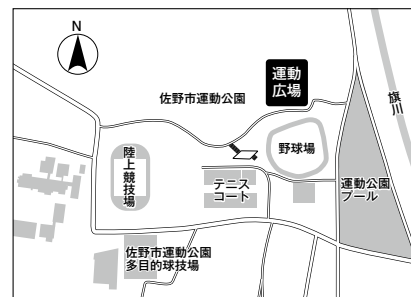 N
運動
広場
佐野市運動公園
旗川
野球場
陸上競技場
テニス
コート
運動公園
プール
佐野市運動公園
多目的球技場